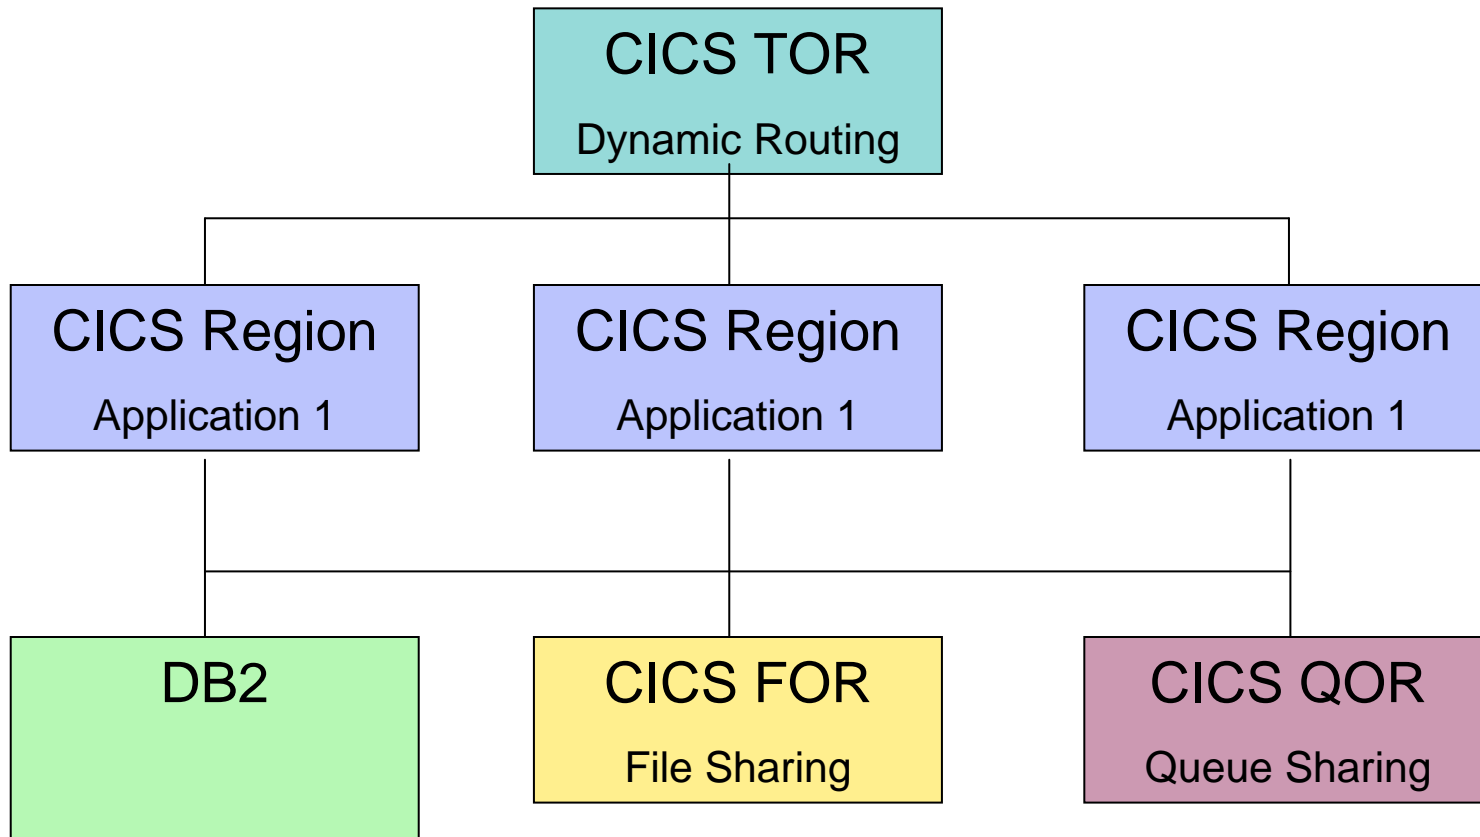 CICS TOR
Dynamic Routing
CICS Region
Application 1
CICS Region
Application 1
CICS Region
Application 1
DB2
CICS FOR
File Sharing
CICS QOR
Queue Sharing